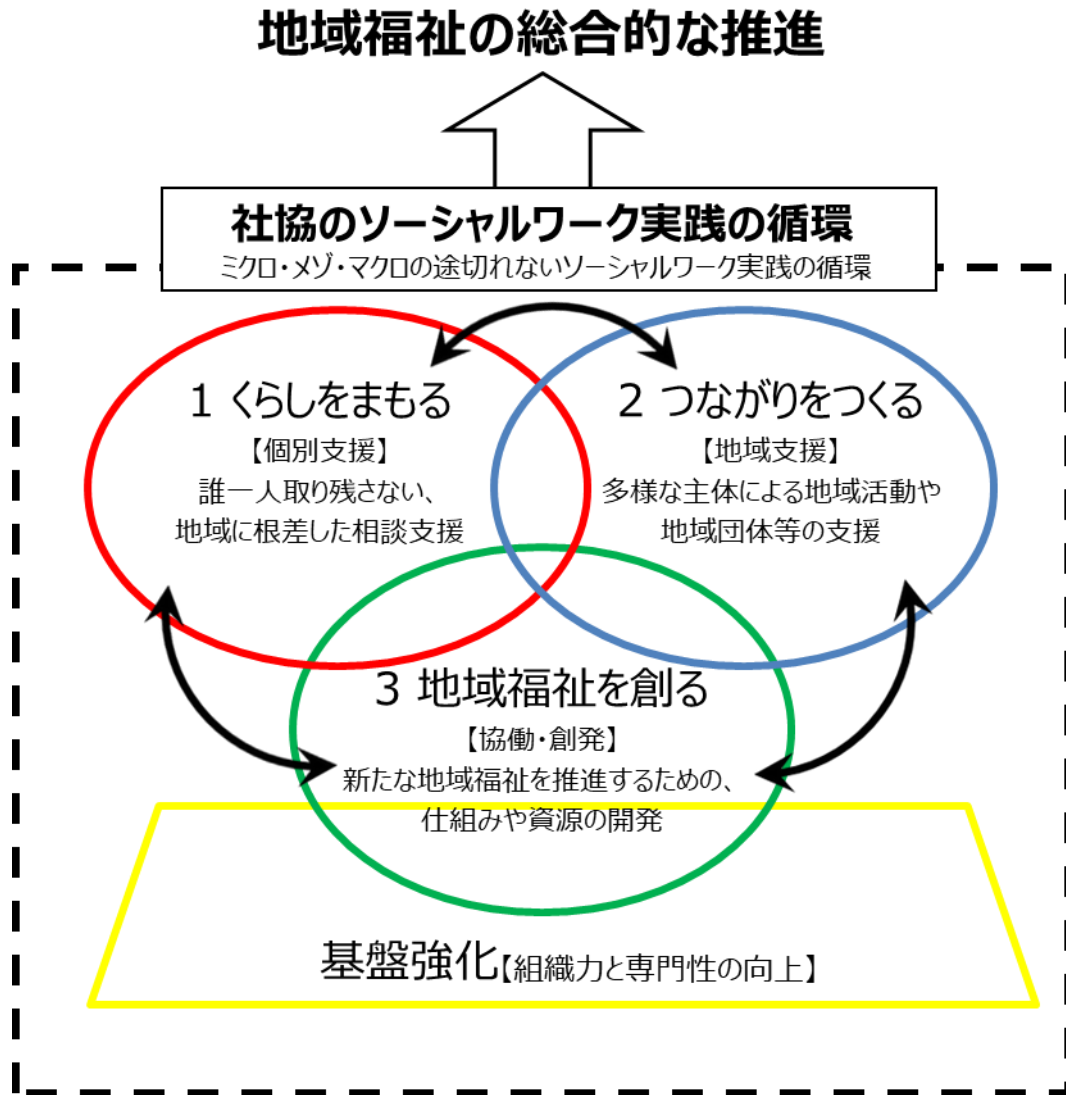 地域福祉の総合的な推進
社協のソーシャルワーク実践の循環
ミクロ・メゾ・マクロの途切れないソーシャルワーク実践の循環
1 くらしをまもる
【個別支援】
誰一人取り残さない、
地域に根差した相談支援
2 つながりをつくる
【地域支援】
多様な主体による地域活動や
地域団体等の支援
3 地域福祉を創る
【協働・創発】
新たな地域福祉を推進するための、
仕組みや資源の開発
基盤強化【組織力と専門性の向上】